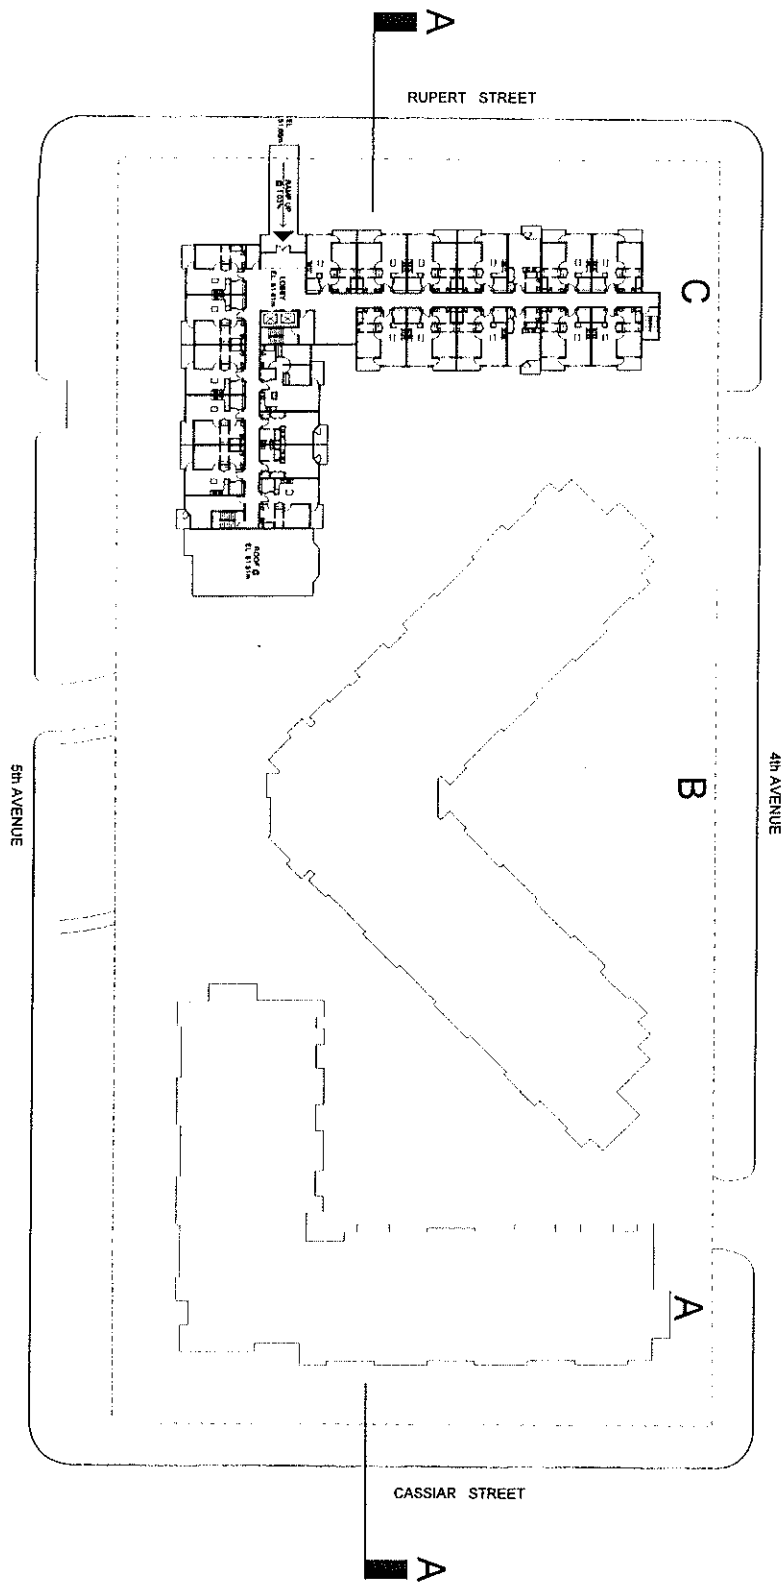 A
RUPERT STREET
RAMP UP
LOBBY
C
ROOF @
4th AVENUE
B
5th AVENUE
A
CASSIAR STREET
A